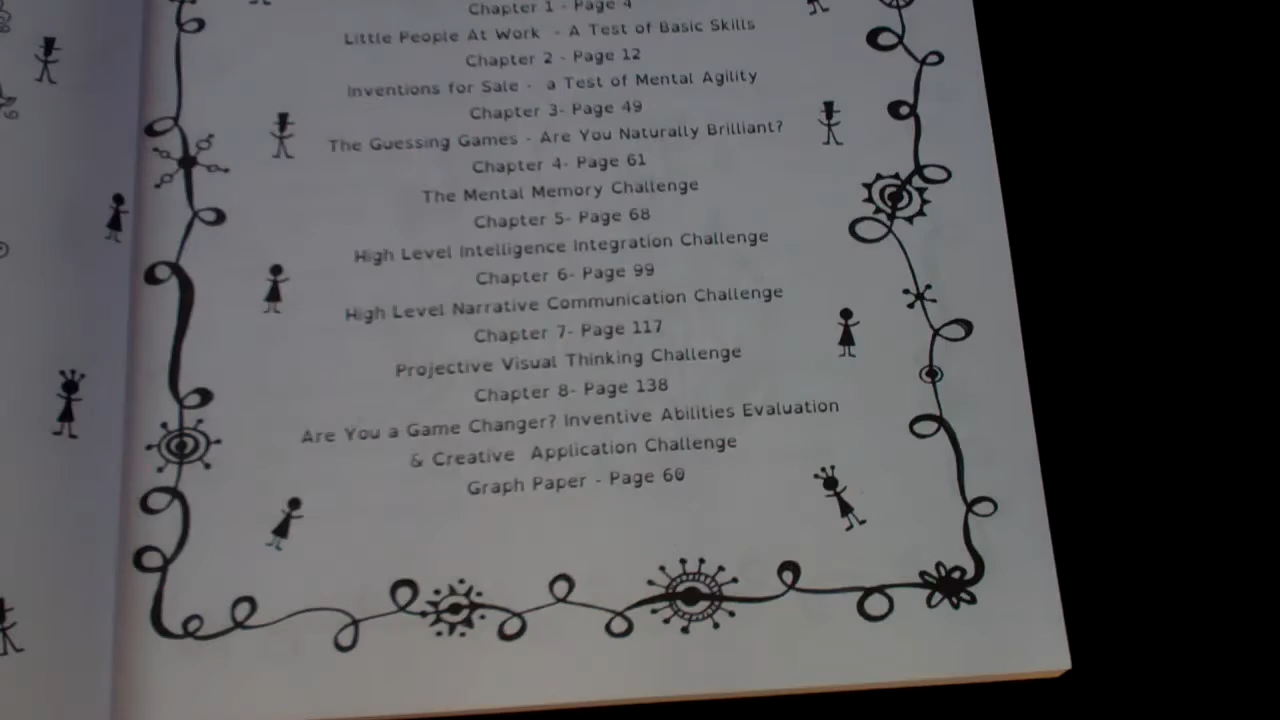 Chapter 1 - Page 4
Little People At Work - A Test of Basic Skills
Chapter 2 - Page 12
Inventions for Sale - a Test of Mental Agility
Chapter 3- Page 49
The Guessing Games - Are You Naturally Brilliant?
Chapter 4- Page 61
The Mental Memory Challenge
Chapter 5- Page 68
High Level Intelligence Integration Challenge
Chapter 6- Page 99
High Level Narrative Communication Challenge
Chapter 7- Page 117
Projective Visual Thinking Challenge
Chapter 8- Page 138
Are You a Game Changer? Inventive Abilities Evaluation
& Creative Application Challenge
Graph Paper - Page 60